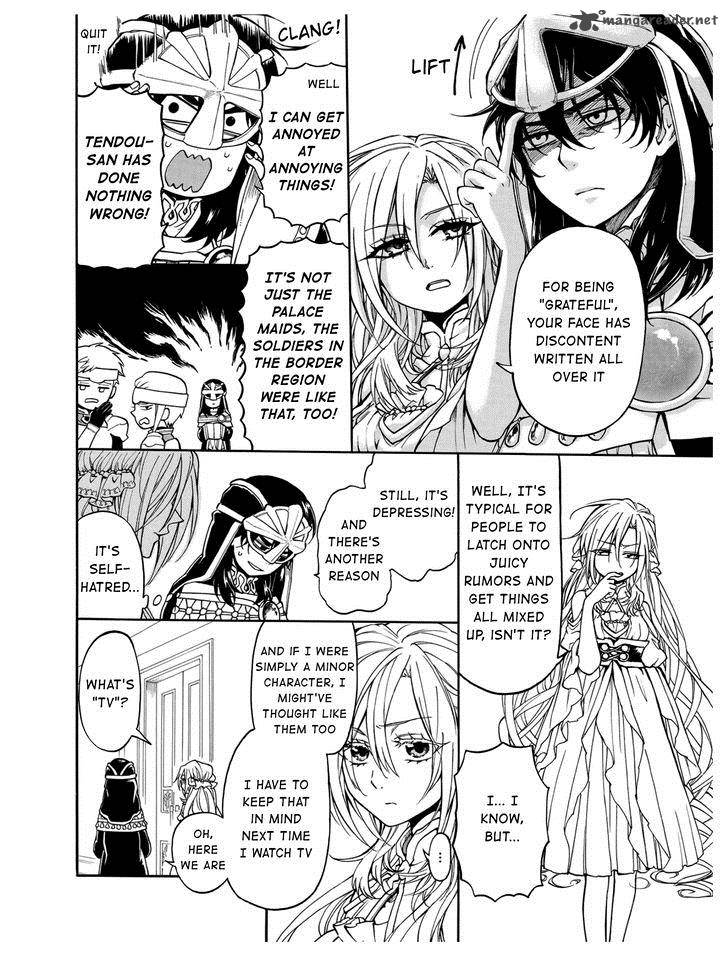 mangareader.net
LIFT
FOR BEING
"GRATEFUL",
YOUR FACE HAS
DISCONTENT
WRITTEN ALL
OVER IT
CLANG!
QUIT
IT!
WELL
I CAN GET
ANNOYED
AT
ANNOYING
THINGS!
TENDOU-
SAN HAS
DONE
NOTHING
WRONG!
IT'S NOT
JUST THE
PALACE
MAIDS, THE
SOLDIERS
IN THE
BORDER
REGION
WERE LIKE
THAT, TOO!
WELL, IT'S
TYPICAL FOR
PEOPLE TO
LATCH ONTO
JUICY
RUMORS AND
GET THINGS
ALL MIXED
UP, ISN'T IT?
I... I
KNOW,
BUT...
STILL, IT'S
DEPRESSING!
AND
THERE'S
ANOTHER
REASON
IT'S
SELF-
HATRED...
...
AND IF I WERE
SIMPLY A MINOR
CHARACTER, I
MIGHT'VE
THOUGHT LIKE
THEM TOO
I HAVE TO
KEEP THAT
IN MIND
NEXT TIME
I WATCH TV
WHAT'S
"TV"?
OH,
HERE
WE ARE